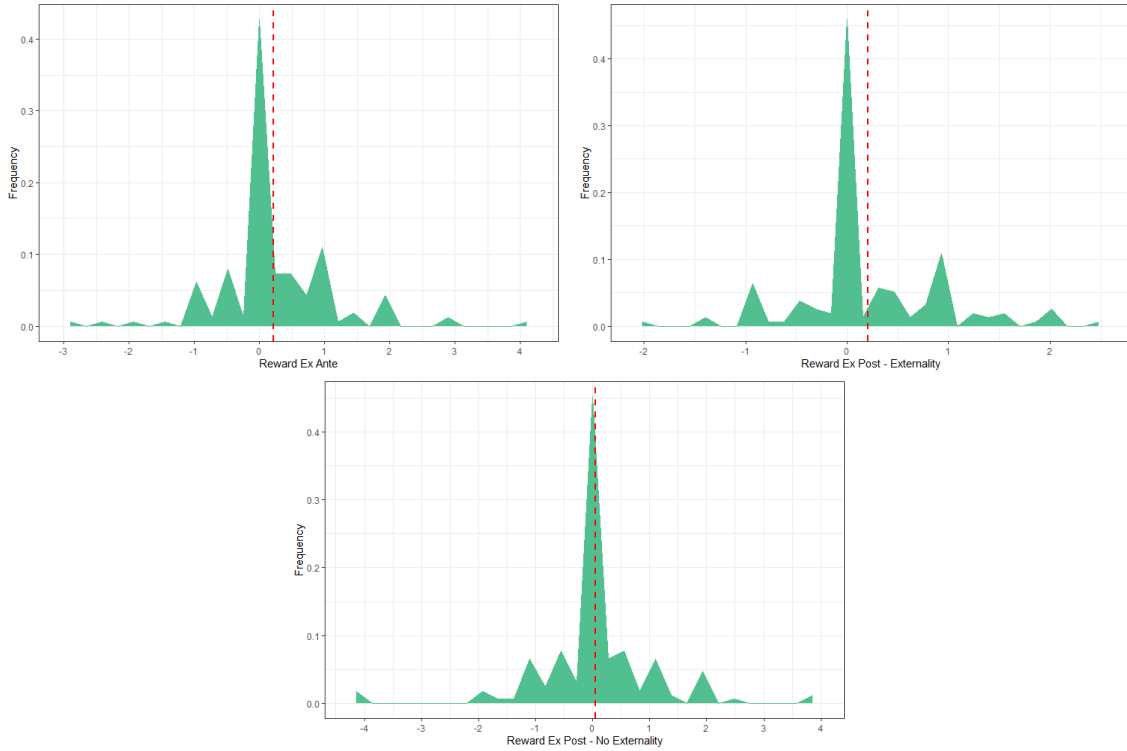 Frequency
0.4
0.3
0.2
0.1
0.0
-3 -2 -1 0 1 2 3 4
Reward Ex Ante
Frequency
0.4
0.3
0.2
0.1
0.0
-2 -1 0 1 2
Reward Ex Post - Externality
Frequency
0.4
0.3
0.2
0.1
0.0
-4 -3 -2 -1 0 1 2 3 4
Reward Ex Post - No Externality